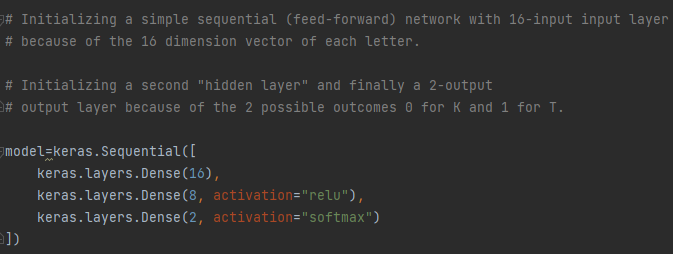 # Initializing a simple sequential (feed-forward) network with 16-input input layer
# because of the 16 dimension vector of each letter.
# Initializing a second "hidden layer" and finally a 2-output
# output layer because of the 2 possible outcomes 0 for K and 1 for T.
model=keras.Sequential([
    keras.layers.Dense(16),
    keras.layers.Dense(8, activation="relu"),
    keras.layers.Dense(2, activation="softmax")
])